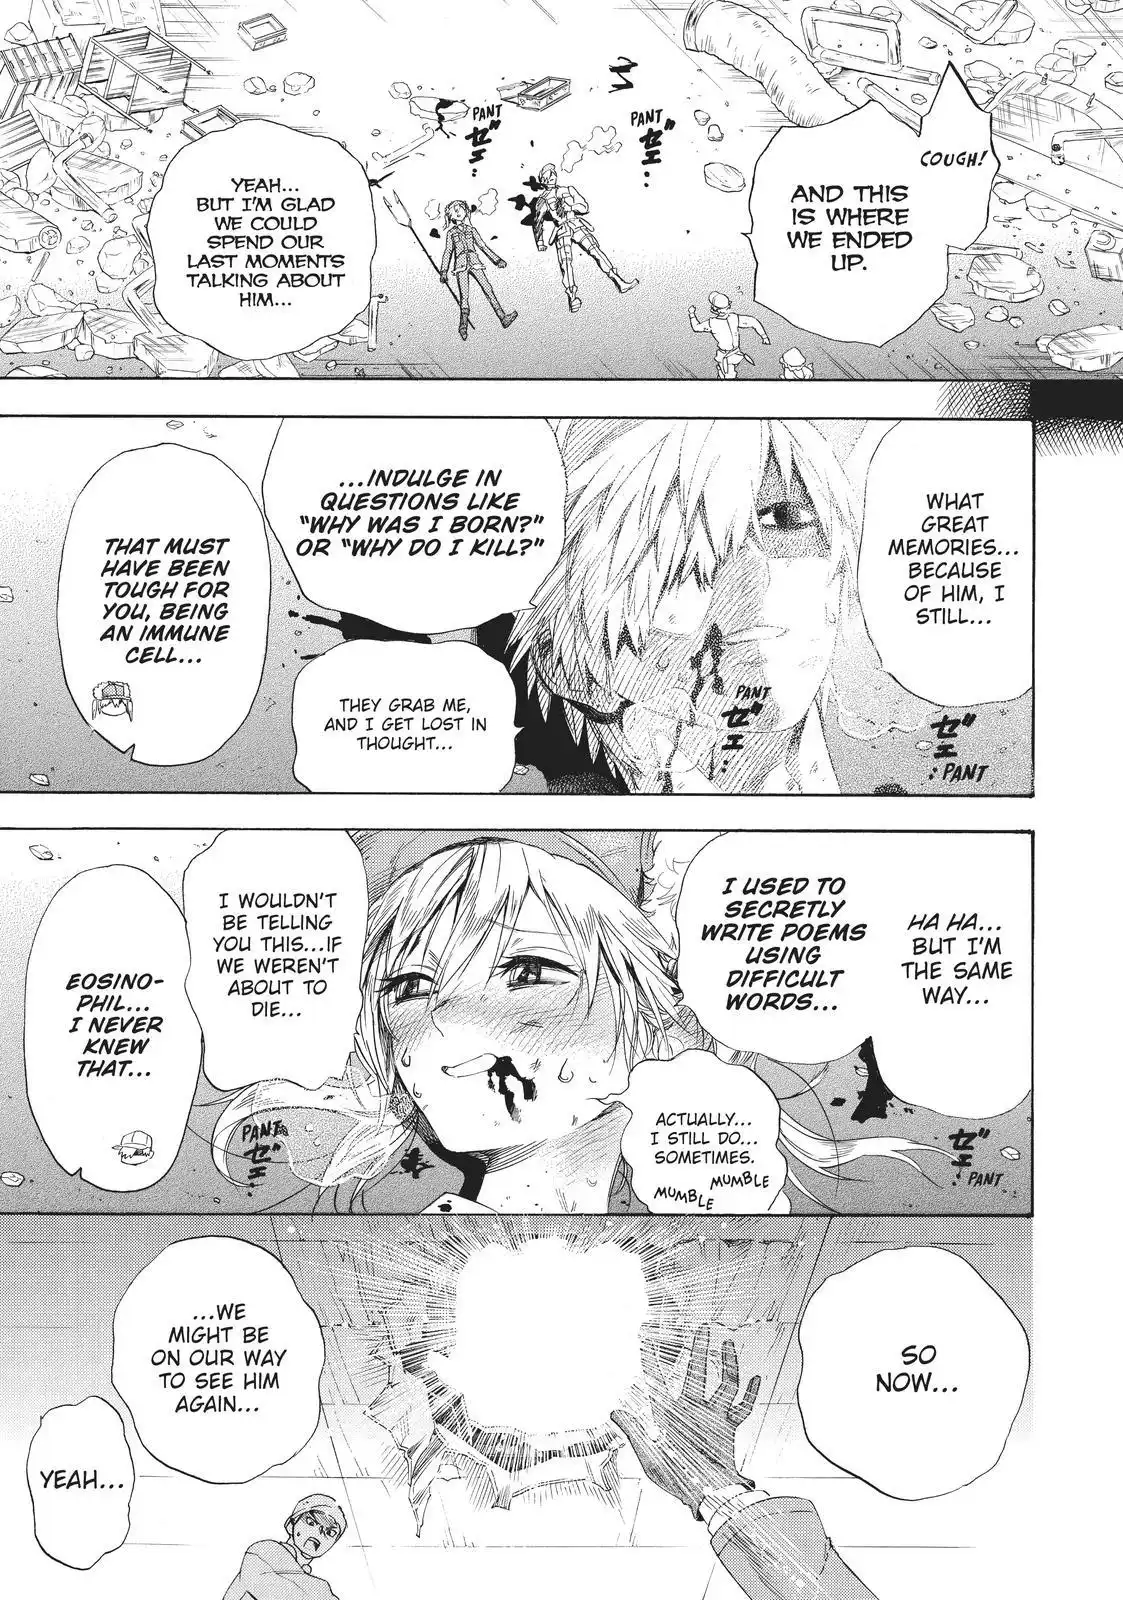 COUGH!
AND THIS
IS WHERE
WE ENDED
UP.
PANT
ゼェ…
PANT
ゼェ…
YEAH...
BUT I'M GLAD
WE COULD
SPEND OUR
LAST MOMENTS
TALKING ABOUT
HIM...
WHAT
GREAT
MEMORIES...
BECAUSE
OF HIM, I
STILL...
PANT
ゼェ…
PANT
ゼェ…
...INDULGE IN
QUESTIONS LIKE
"WHY WAS I BORN?"
OR "WHY DO I KILL?"
THEY GRAB ME,
AND I GET LOST IN
THOUGHT...
THAT MUST
HAVE BEEN
TOUGH FOR
YOU, BEING
AN IMMUNE
CELL...
HA HA...
BUT I'M
THE SAME
WAY...
I USED TO
SECRETLY
WRITE POEMS
USING
DIFFICULT
WORDS...
PANT
ゼェ…
ACTUALLY...
I STILL DO...
SOMETIMES.
MUMBLE
MUMBLE
I WOULDN'T
BE TELLING
YOU THIS...IF
WE WEREN'T
ABOUT TO
DIE...
PANT
ゼェ…
EOSINO-
PHIL...
I NEVER
KNEW
THAT...
SO
NOW...
...WE
MIGHT BE
ON OUR WAY
TO SEE HIM
AGAIN...
YEAH...